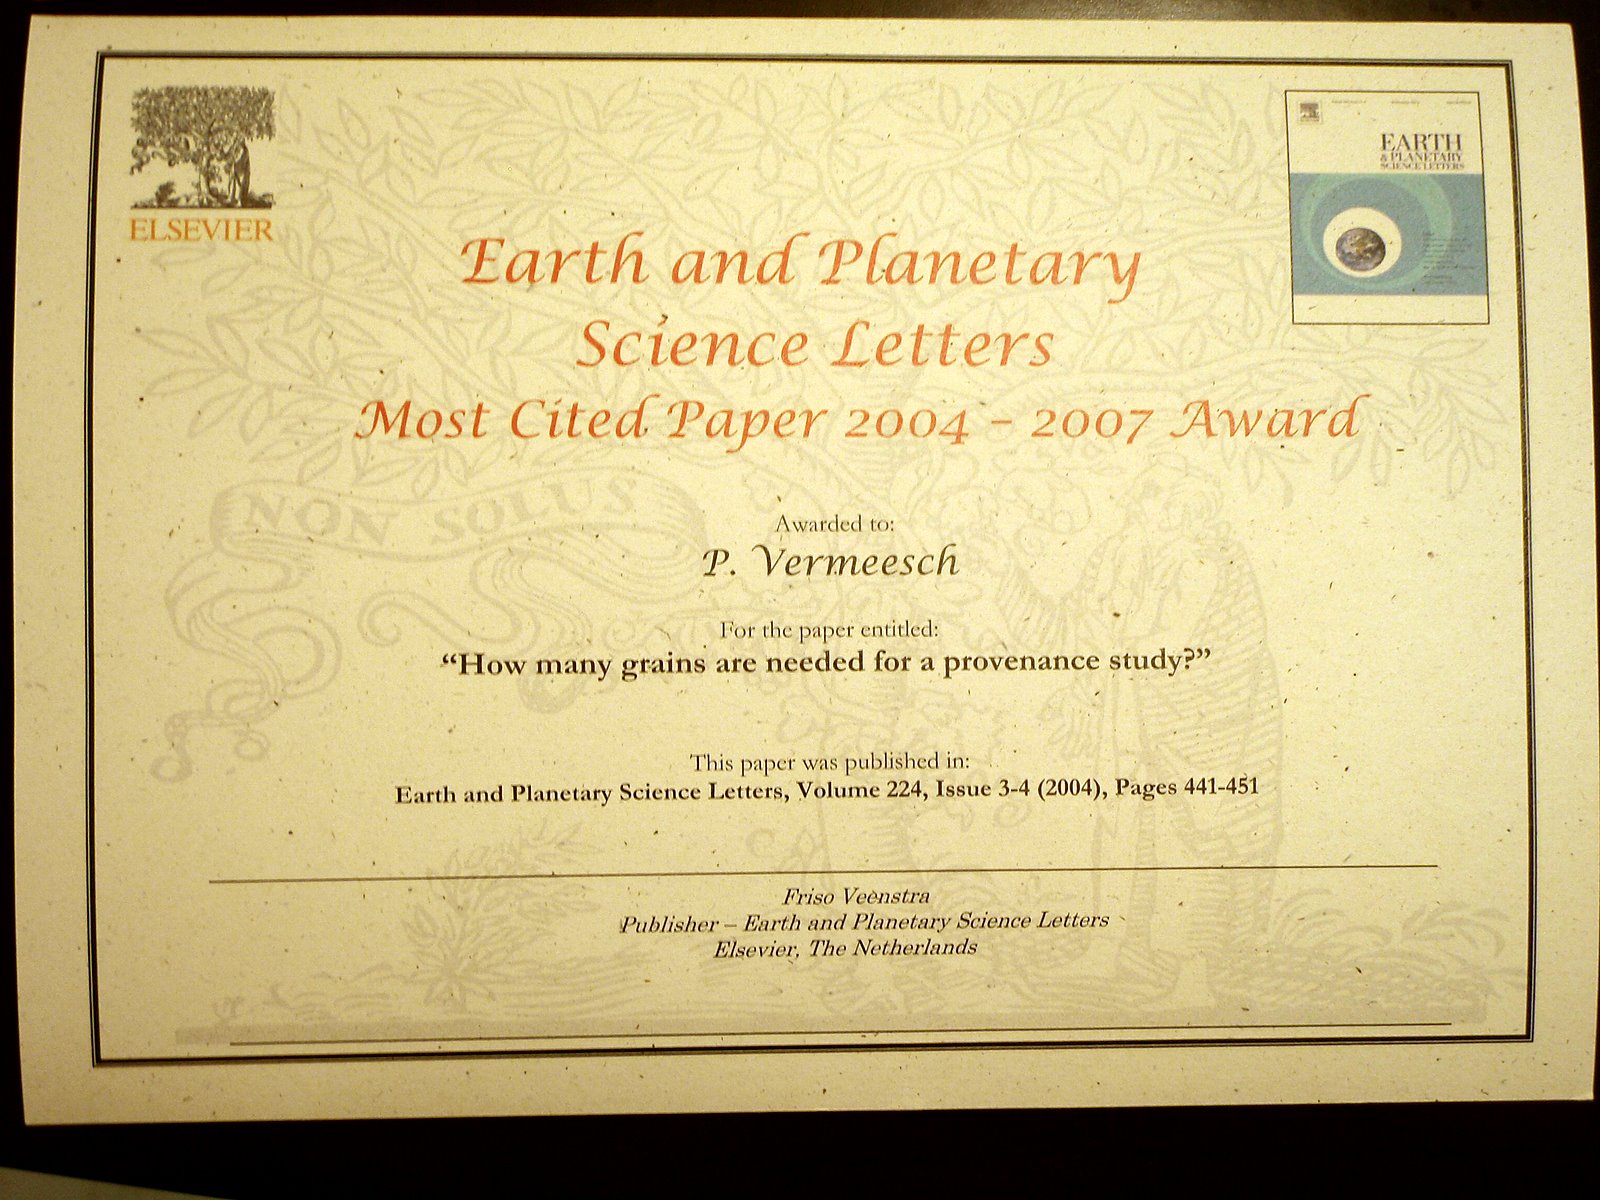 ELSEVIER
EARTH
& PLANETARY
SCIENCE LETTERS
Earth and Planetary
Science Letters
Most Cited Paper 2004 – 2007 Award
NON SOLUS
Awarded to:
P. Vermeesch
For the paper entitled:
“How many grains are needed for a provenance study?”
This paper was published in:
Earth and Planetary Science Letters, Volume 224, Issue 3-4 (2004), Pages 441-451
Friso Veenstra
Publisher – Earth and Planetary Science Letters
Elsevier, The Netherlands